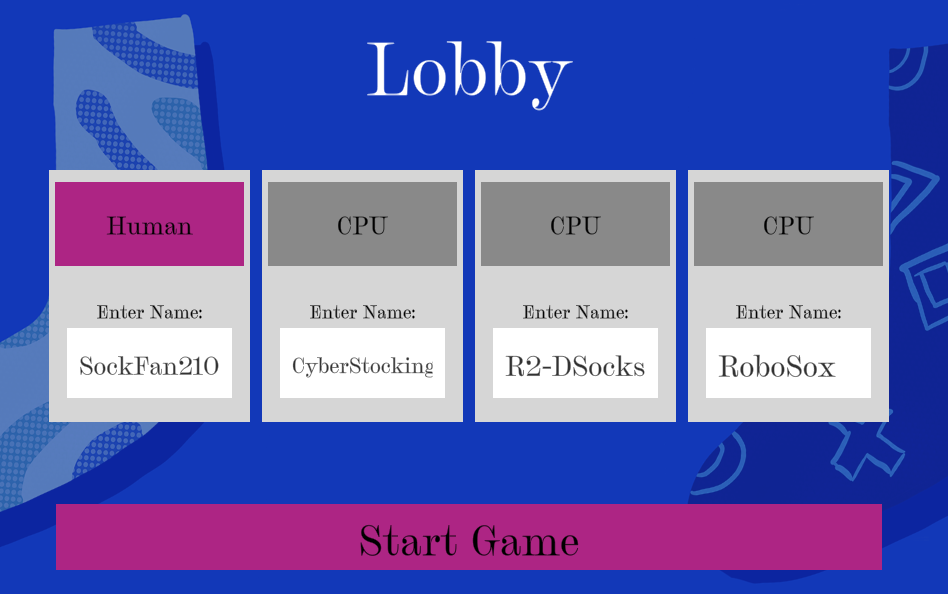 Lobby
Human
CPU
CPU
CPU
Enter Name:
Enter Name:
Enter Name:
Enter Name:
SockFan210
CyberStocking
R2-DSocks
RoboSox
Start Game